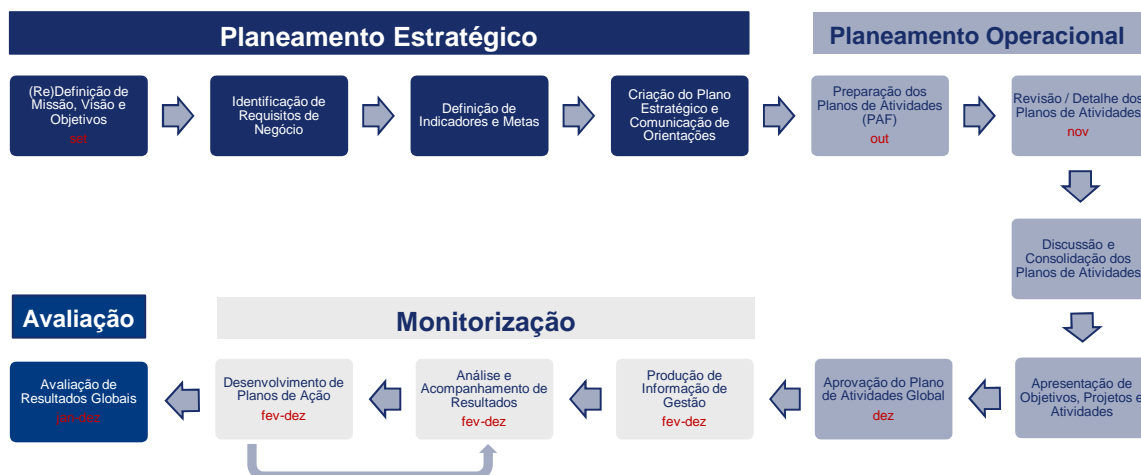 Planeamento Estratégico
Planeamento Operacional
(Re)Definição de
Missão, Visão e
Objetivos
set
Identificação de
Requisitos de
Negócio
Definição de
Indicadores e Metas
Criação do Plano
Estratégico e
Comunicação de
Orientações
Preparação dos
Planos de Atividades
(PAF)
out
Revisão / Detalhe dos
Planos de Atividades
nov
Discussão e
Consolidação dos
Planos de Atividades
Avaliação
Monitorização
Avaliação de
Resultados Globais
jan-dez
Desenvolvimento de
Planos de Ação
fev-dez
Análise e
Acompanhamento de
Resultados
fev-dez
Produção de
Informação de
Gestão
fev-dez
Aprovação do Plano
de Atividades Global
dez
Apresentação de
Objetivos, Projetos e
Atividades